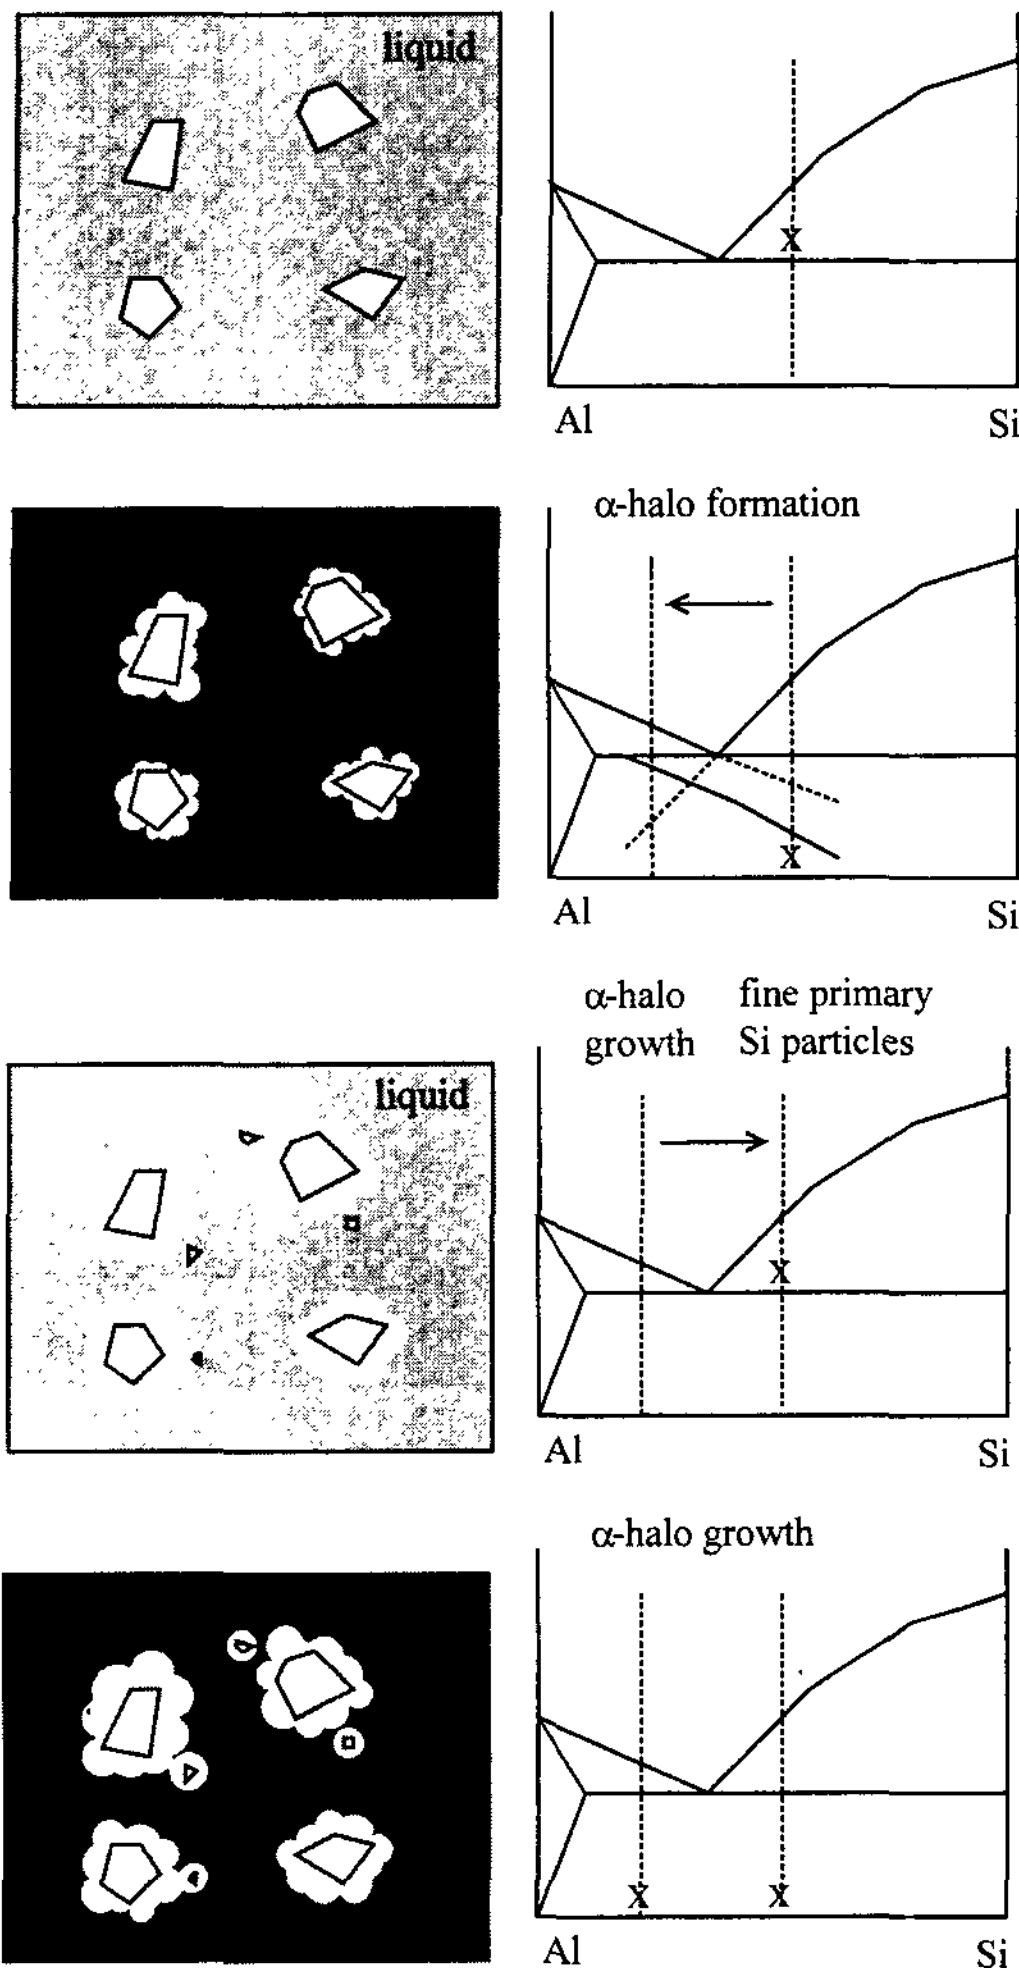 liquid
X
Al Si
α-halo formation
X
Al Si
α-halo fine primary
growth Si particles
liquid
X
Al Si
α-halo growth
X X
Al Si